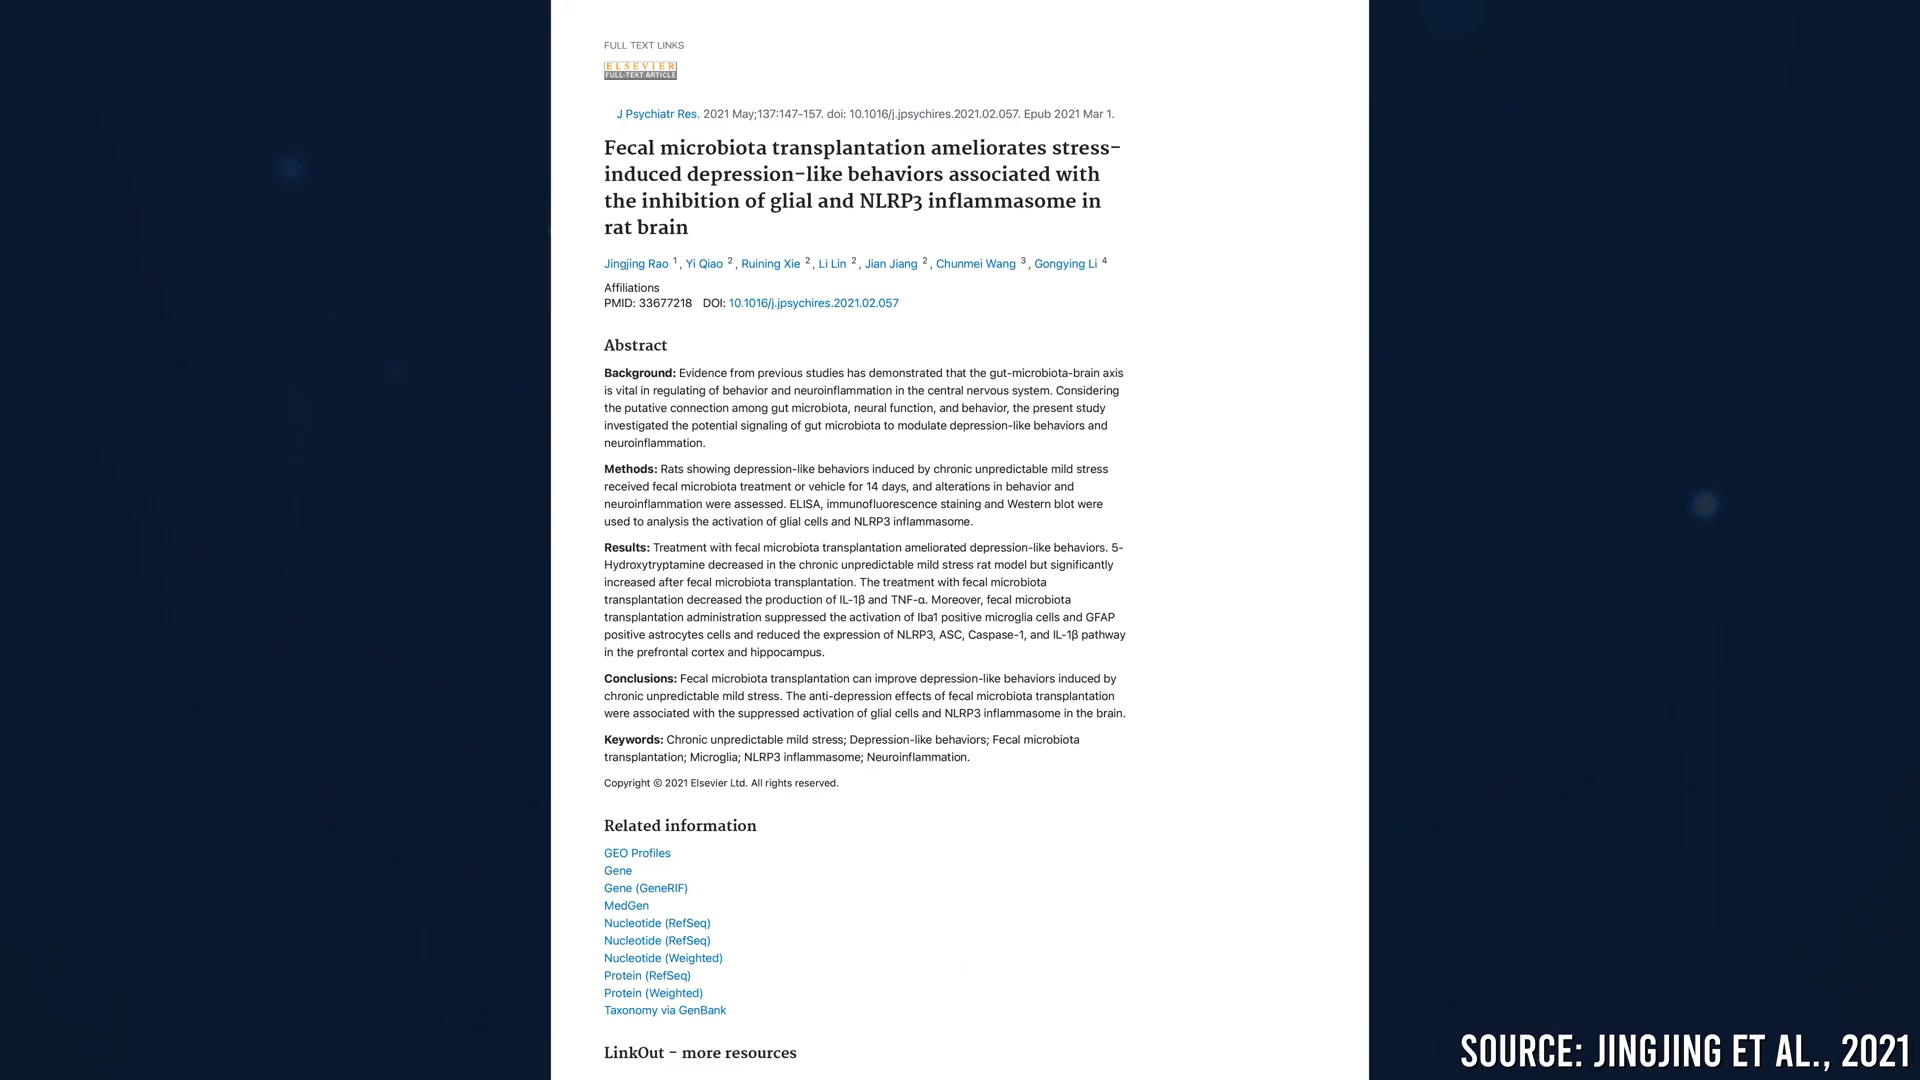 FULL TEXT LINKS
ELSEVIER
FULL-TEXT ARTICLE
J Psychiatr Res. 2021 May;137:147-157. doi: 10.1016/j.jpsychires.2021.02.057. Epub 2021 Mar 1.
Fecal microbiota transplantation ameliorates stress-
induced depression-like behaviors associated with
the inhibition of glial and NLRP3 inflammasome in
rat brain
Jingjing Rao 1 , Yi Qiao 2 , Ruining Xie 2 , Li Lin 2 , Jian Jiang 2 , Chunmei Wang 3 , Gongying Li 4
Affiliations
PMID: 33677218 DOI: 10.1016/j.jpsychires.2021.02.057
Abstract
Background: Evidence from previous studies has demonstrated that the gut-microbiota-brain axis
is vital in regulating of behavior and neuroinflammation in the central nervous system. Considering
the putative connection among gut microbiota, neural function, and behavior, the present study
investigated the potential signaling of gut microbiota to modulate depression-like behaviors and
neuroinflammation.
Methods: Rats showing depression-like behaviors induced by chronic unpredictable mild stress
received fecal microbiota treatment or vehicle for 14 days, and alterations in behavior and
neuroinflammation were assessed. ELISA, immunofluorescence staining and Western blot were
used to analysis the activation of glial cells and NLRP3 inflammasome.
Results: Treatment with fecal microbiota transplantation ameliorated depression-like behaviors. 5-
Hydroxytryptamine decreased in the chronic unpredictable mild stress rat model but significantly
increased after fecal microbiota transplantation. The treatment with fecal microbiota
transplantation decreased the production of IL-1β and TNF-α. Moreover, fecal microbiota
transplantation administration suppressed the activation of Iba1 positive microglia cells and GFAP
positive astrocytes cells and reduced the expression of NLRP3, ASC, Caspase-1, and IL-1β pathway
in the prefrontal cortex and hippocampus.
Conclusions: Fecal microbiota transplantation can improve depression-like behaviors induced by
chronic unpredictable mild stress. The anti-depression effects of fecal microbiota transplantation
were associated with the suppressed activation of glial cells and NLRP3 inflammasome in the brain.
Keywords: Chronic unpredictable mild stress; Depression-like behaviors; Fecal microbiota
transplantation; Microglia; NLRP3 inflammasome; Neuroinflammation.
Copyright © 2021 Elsevier Ltd. All rights reserved.
Related information
GEO Profiles
Gene
Gene (GeneRIF)
MedGen
Nucleotide (RefSeq)
Nucleotide (RefSeq)
Nucleotide (Weighted)
Protein (RefSeq)
Protein (Weighted)
Taxonomy via GenBank
LinkOut - more resources
SOURCE: JINGJING ET AL., 2021